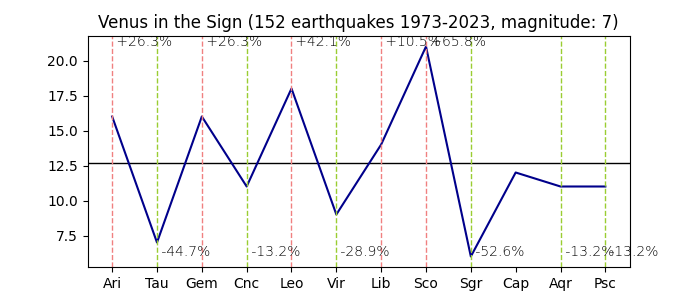 Venus in the Sign (152 earthquakes 1973-2023, magnitude: 7)
+26.3% +26.3% +42.1% +10.5% +65.8%
20.0
17.5
15.0
12.5
10.0
7.5
-44.7% -13.2% -28.9% -52.6% -13.2% -13.2%
Ari Tau Gem Cnc Leo Vir Lib Sco Sgr Cap Aqr Psc